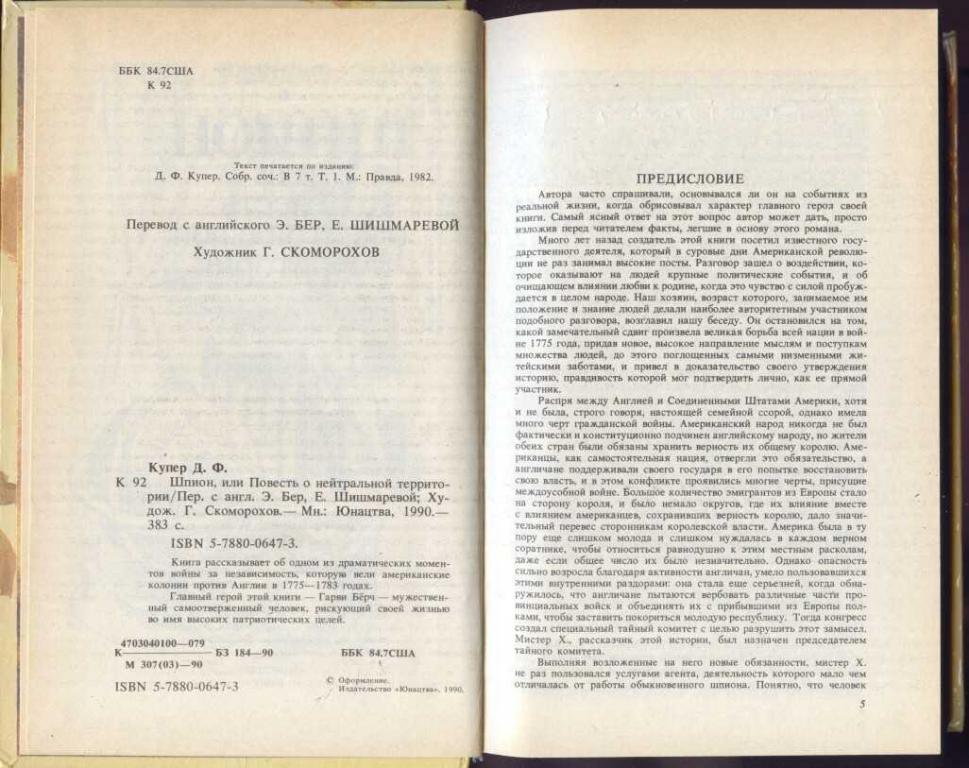 ББК 84.7США
К 92
Текст печатается по изданию:
Д. Ф. Купер. Собр. соч.: В 7 т. Т. 1. М.: Правда, 1982.
Перевод с английского Э. БЕР, Е. ШИШМАРЕВОЙ
Художник Г. СКОМОРОХОВ
Купер Д. Ф.
К 92 Шпион, или Повесть о нейтральной террито-
рии/Пер. с англ. Э. Бер, Е. Шишмаревой; Ху-
дож. Г. Скоморохов.— Мн.: Юнацтва, 1990.—
383 с.
ISBN 5-7880-0647-3.
Книга рассказывает об одном из драматических момен-
тов войны за независимость, которую вели американские
колонии против Англии в 1775—1783 годах.
Главный герой этой книги — Гарви Бёрч — мужествен-
ный самоотверженный человек, рискующий своей жизнью
во имя высоких патриотических целей.
4703040100—079
К———— БЗ 184—90 ББК 84.7США
М 307(03)—90
ISBN 5-7880-0647-3
© Оформление.
Издательство «Юнацтва», 1990.
ПРЕДИСЛОВИЕ
Автора часто спрашивали, основывался ли он на событиях из
реальной жизни, когда обрисовывал характер главного героя своей
книги. Самый ясный ответ на этот вопрос автор может дать, просто
изложив перед читателем факты, легшие в основу этого романа.
Много лет назад создатель этой книги посетил известного госу-
дарственного деятеля, который в суровые дни Американской револю-
ции не раз занимал высокие посты. Разговор зашел о воздействии, ко-
торое оказывают на людей крупные политические события, и об
очищающем влиянии любви к родине, когда это чувство с силой пробуж-
дается в целом народе. Наш хозяин, возраст которого, занимаемое им
положение и знание людей делали наиболее авторитетным участником
подобного разговора, возглавил нашу беседу. Он остановился на том,
какой замечательный сдвиг произвела великая борьба всей нации в вой-
не 1775 года, придав новое, высокое направление мыслям и поступкам
множества людей, до этого поглощенных самыми низменными жи-
тейскими заботами, и привел в доказательство своего утверждения
историю, правдивость которой мог подтвердить лично, как ее прямой
участник.
Распря между Англией и Соединенными Штатами Америки, хотя
и не была, строго говоря, настоящей семейной ссорой, однако имела
много черт гражданской войны. Американский народ никогда не был
фактически и конституционно подчинен английскому народу, но жители
обеих стран были обязаны хранить верность их общему королю. Аме-
риканцы, как самостоятельная нация, отвергли это обязательство, а
англичане поддерживали своего государя в его попытке восстановить
свою власть, и в этом конфликте проявились многие черты, присущие
междоусобной войне. Большое количество эмигрантов из Европы стало
на сторону короля, и было немало округов, где их влияние вместе
с влиянием американцев, сохранивших верность королю, дало значи-
тельный перевес сторонникам королевской власти. Америка была в ту
пору еще слишком молода и слишком нуждалась в каждом верном
соратнике, чтобы относиться равнодушно к этим местным расколам,
даже если общее число их было незначительно. Однако опасность
сильно возросла благодаря активности англичан, умело пользовавшихся
этими внутренними раздорами: она стала еще серьезней, когда обна-
ружилось, что англичане пытаются вербовать различные части про-
винциальных войск и объединять их с прибывшими из Европы пол-
ками, чтобы заставить покориться молодую республику. Тогда конгресс
создал специальный тайный комитет с целью разрушить этот замысел.
Мистер Х., рассказчик этой истории, был назначен председателем
тайного комитета.
Выполняя возложенные на него новые обязанности, мистер Х.
не раз пользовался услугами агента, деятельность которого мало чем
отличалась от работы обыкновенного шпиона. Понятно, что человек
5